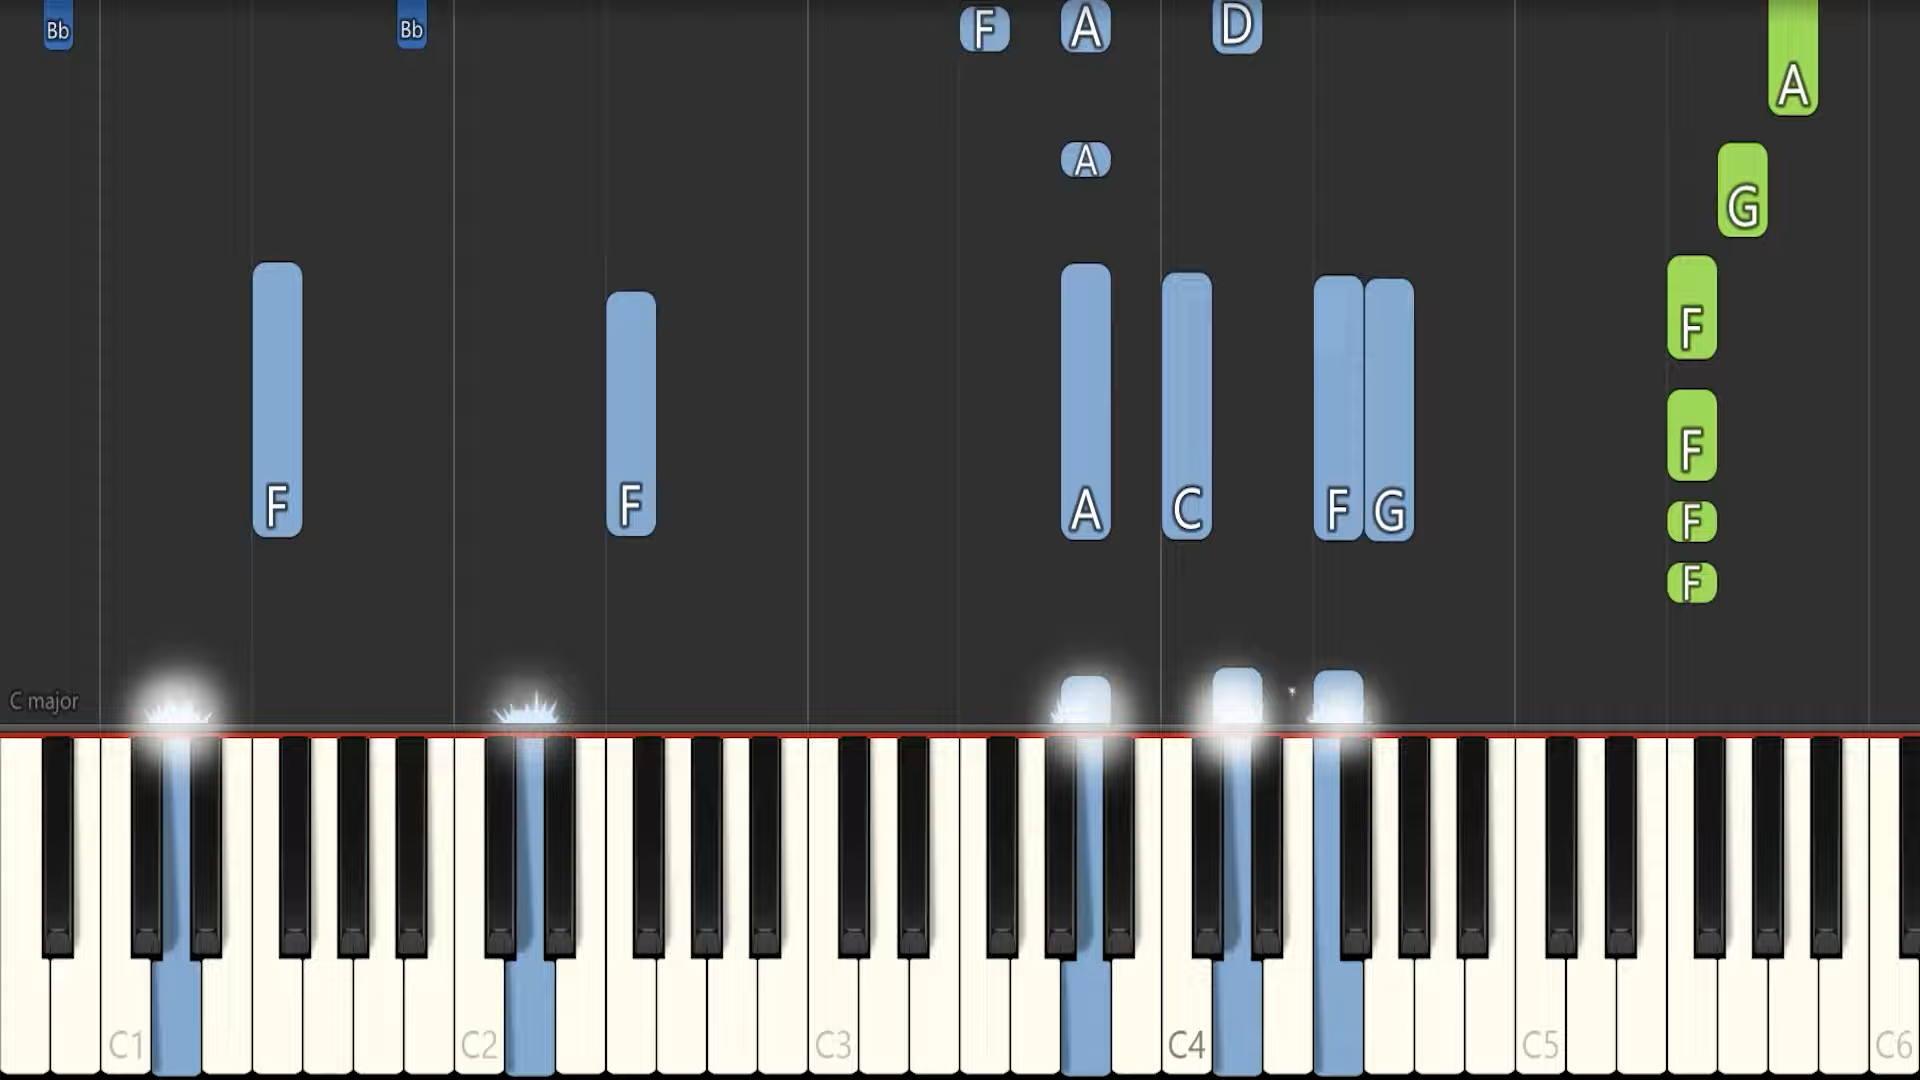 Bb Bb F A D
A
A
G
F
F
F F A C F G
F
F
C major
C1 C2 C3 C4 C5 C6